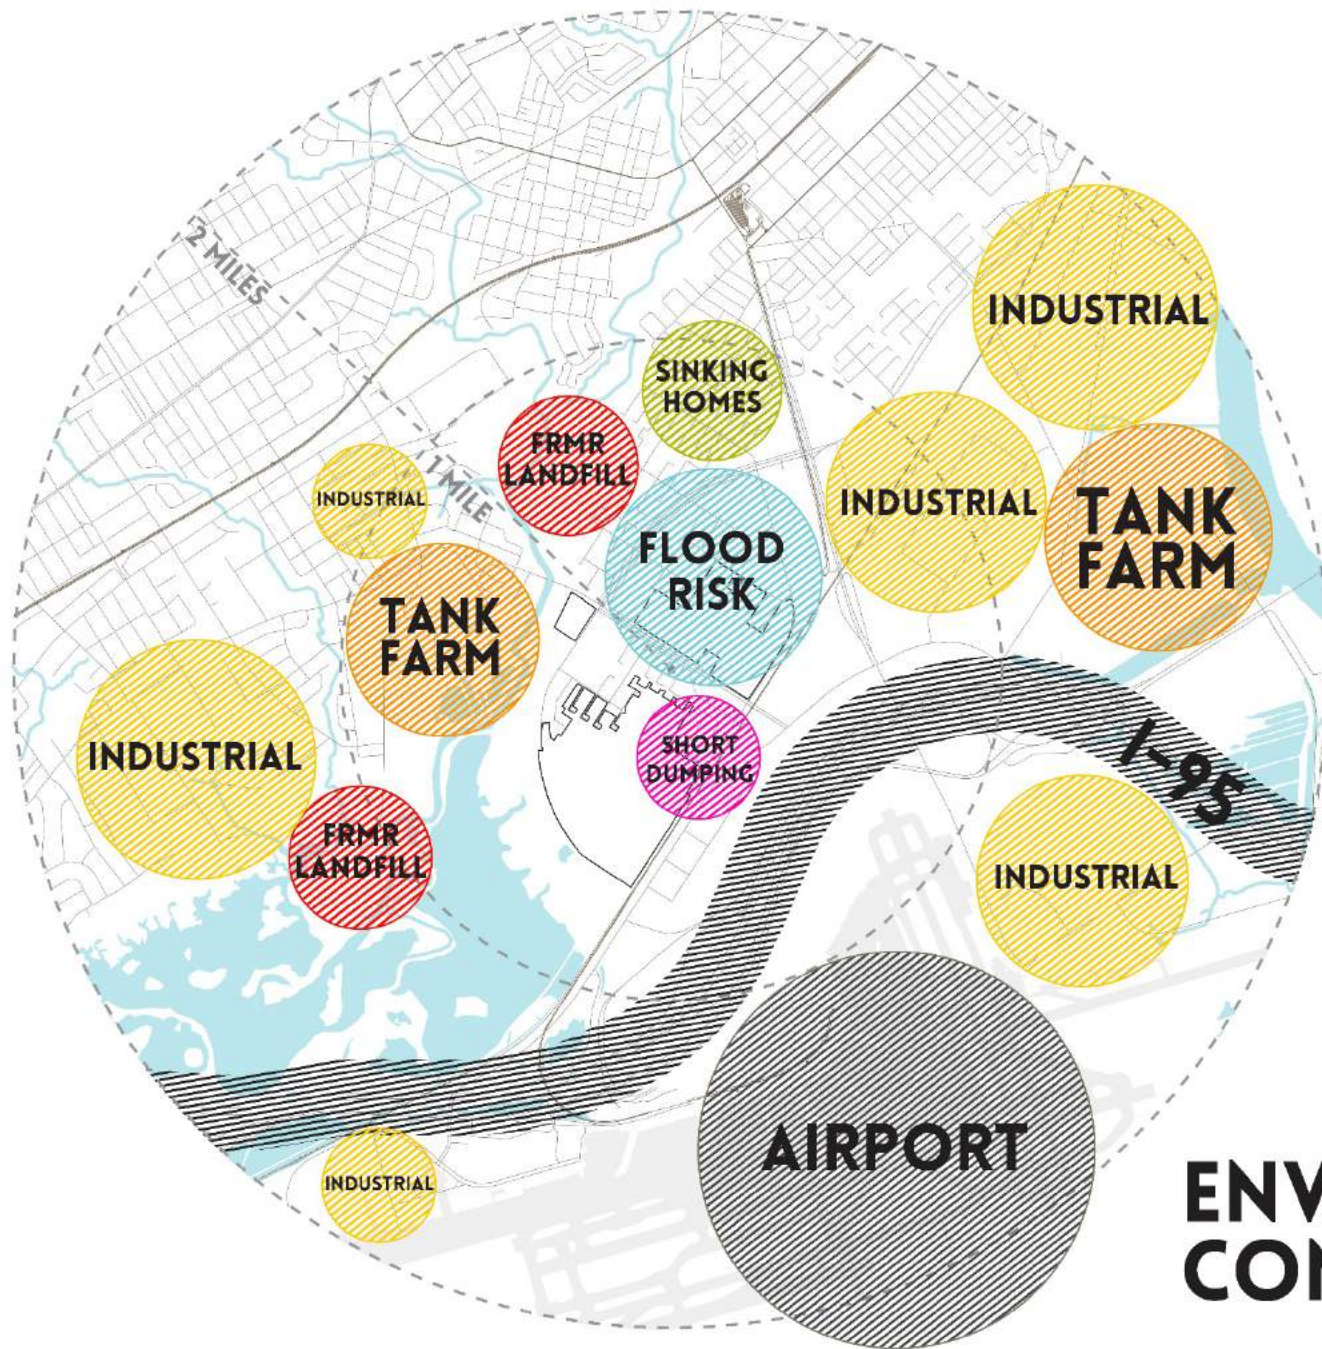 2 MILES
INDUSTRIAL
SINKING
HOMES
FRMR
LANDFILL
1 MILE
INDUSTRIAL
INDUSTRIAL
TANK
FARM
FLOOD
RISK
TANK
FARM
INDUSTRIAL
SHORT
DUMPING
I-95
FRMR
LANDFILL
INDUSTRIAL
AIRPORT
INDUSTRIAL
ENV
CON